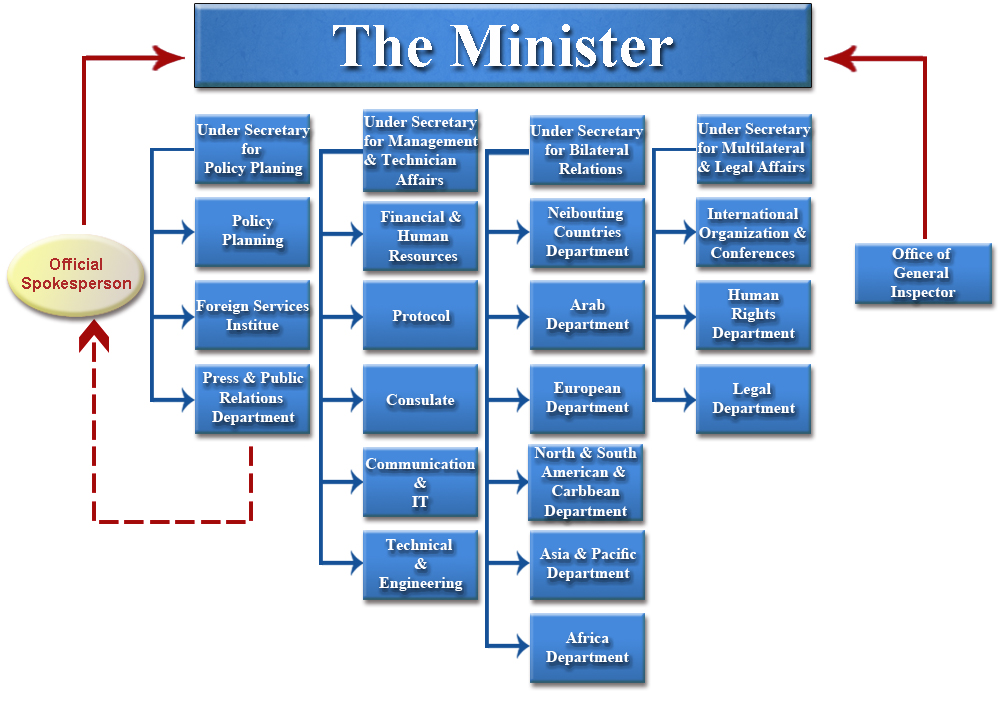 The Minister
Official
Spokesperson
Under Secretary
for
Policy Planing
Policy
Planning
Foreign Services
Institue
Press & Public
Relations
Department
Under Secretary
for Management
& Technician
Affairs
Financial &
Human
Resources
Protocol
Consulate
Communication
&
IT
Technical
&
Engineering
Under Secretary
for Bilateral
Relations
Neibouting
Countries
Department
Arab
Department
European
Department
North & South
American &
Carbbean
Department
Asia & Pacific
Department
Africa
Department
Under Secretary
for Multilateral
& Legal Affairs
International
Organization &
Conferences
Human
Rights
Department
Legal
Department
Office of
General
Inspector